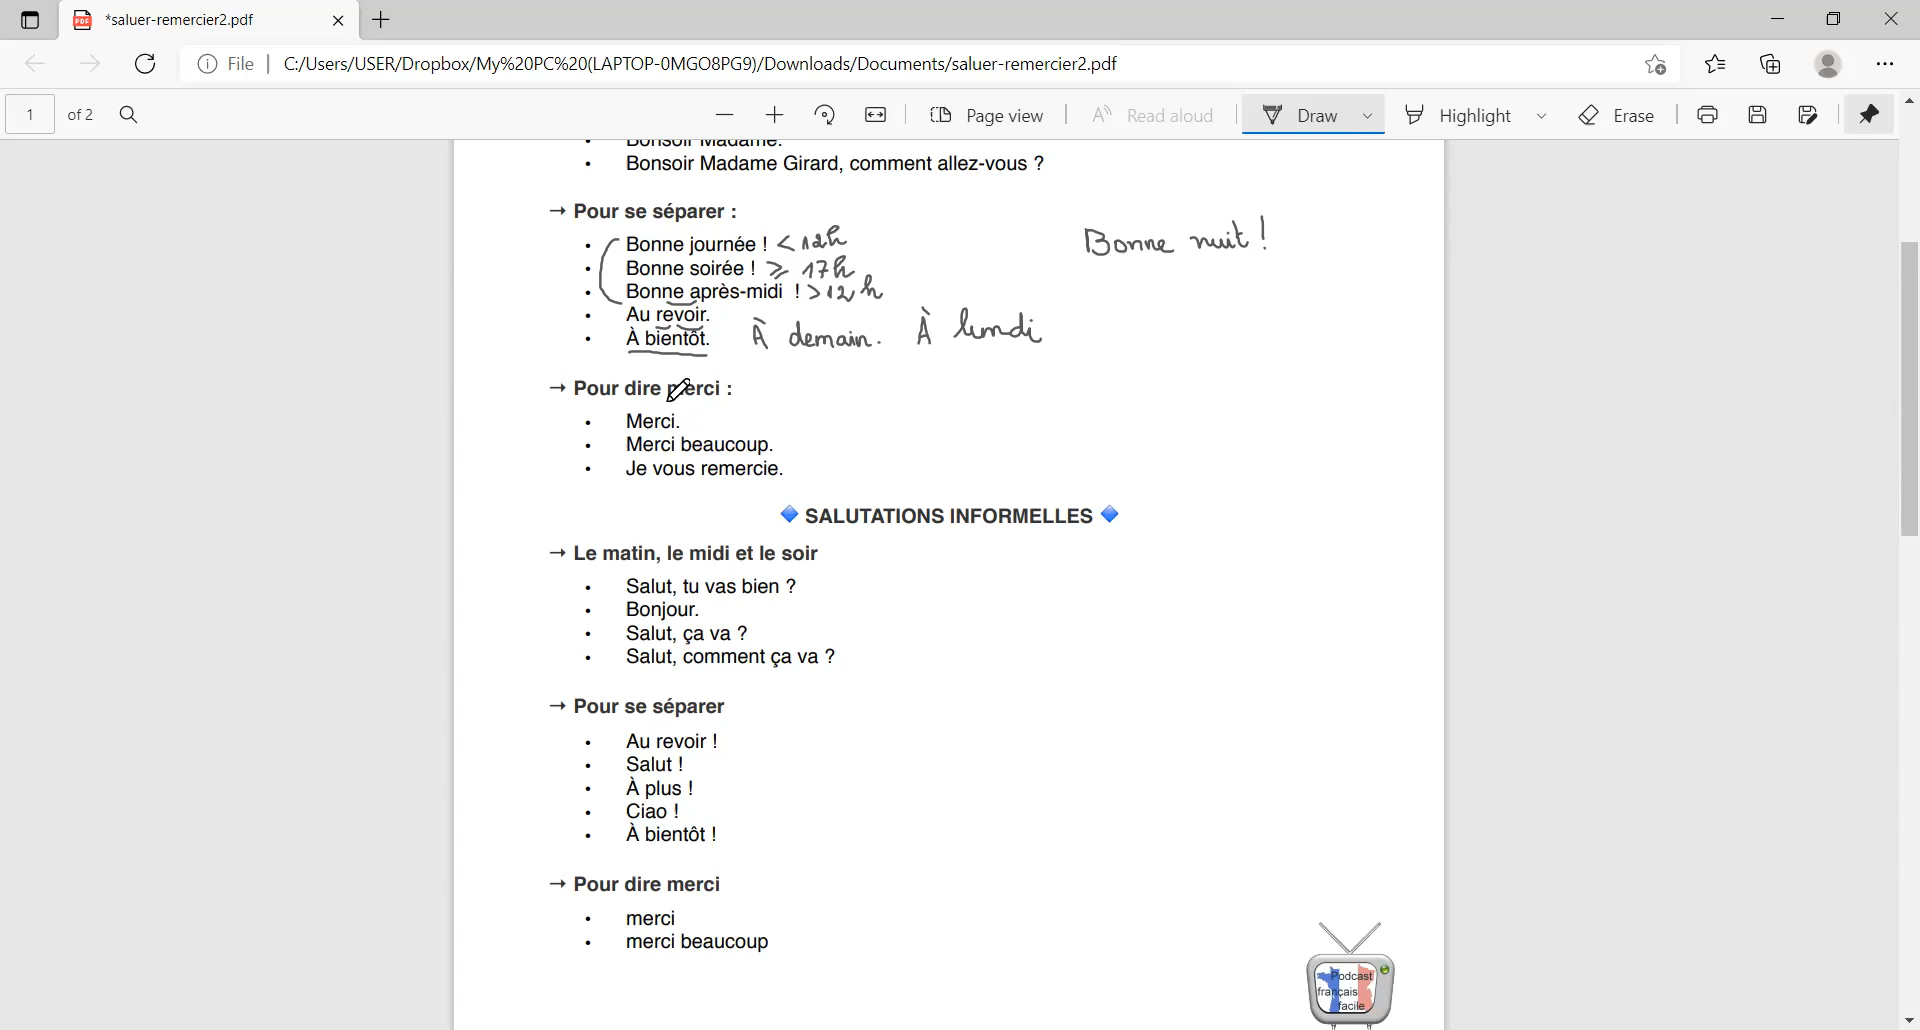 *saluer-remercier2.pdf
File | C:/Users/USER/Dropbox/My%20PC%20(LAPTOP-0MGO8PG9)/Downloads/Documents/saluer-remercier2.pdf
1 of 2 Page view Read aloud Draw Highlight Erase
• Bonsoir Madame.
• Bonsoir Madame Girard, comment allez-vous ?
→ Pour se séparer :
• Bonne journée ! < 12h Bonne nuit !
• Bonne soirée ! ⩾ 17h
• Bonne après-midi ! > 12 h
• Au revoir.
• À bientôt. À demain. À lundi
→ Pour dire merci :
• Merci.
• Merci beaucoup.
• Je vous remercie.
🔹 SALUTATIONS INFORMELLES 🔹
→ Le matin, le midi et le soir
• Salut, tu vas bien ?
• Bonjour.
• Salut, ça va ?
• Salut, comment ça va ?
→ Pour se séparer
• Au revoir !
• Salut !
• À plus !
• Ciao !
• À bientôt !
→ Pour dire merci
• merci
• merci beaucoup
Podcast
français
facile